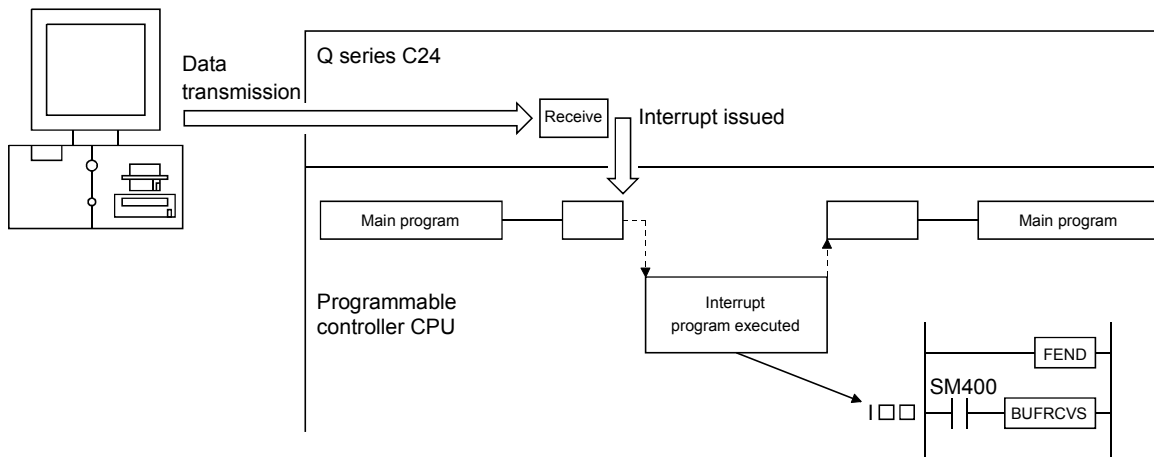 Q series C24
Data
transmission
Receive
Interrupt issued
Main program
Main program
Programmable
controller CPU
Interrupt
program executed
FEND
SM400
I□□
BUFRCVS